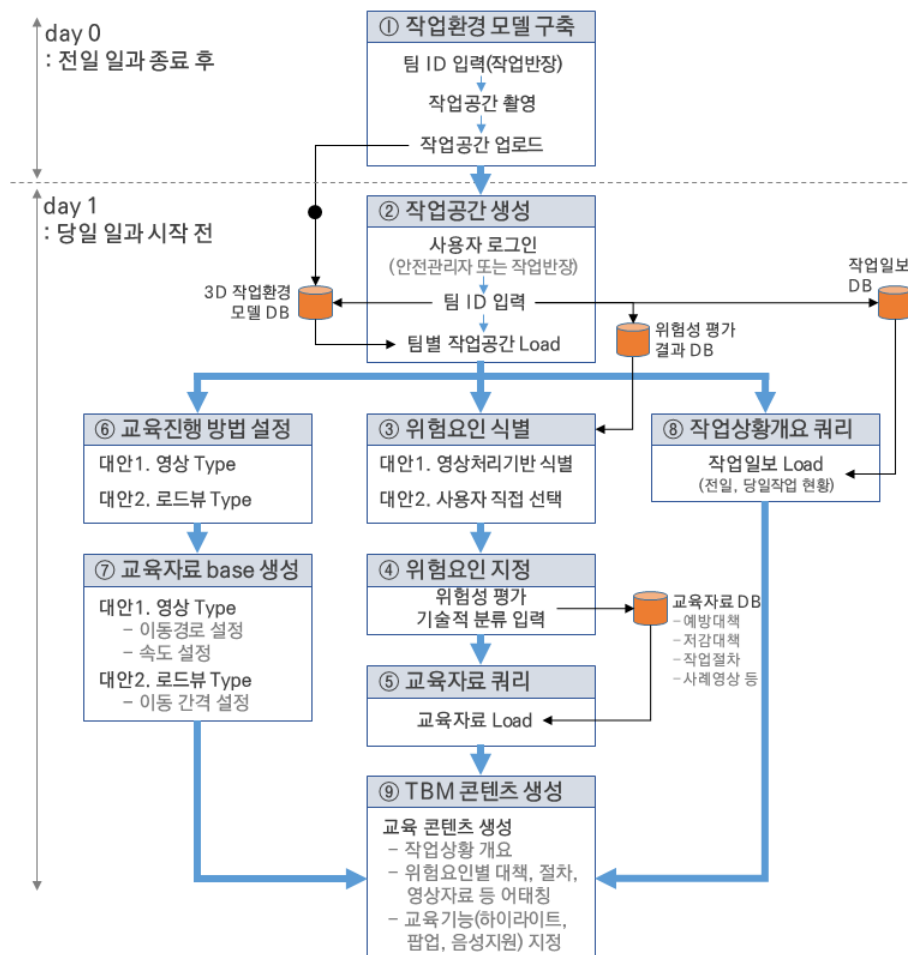 day 0
: 전일 일과 종료 후
① 작업환경 모델 구축
팀 ID 입력(작업반장)
작업공간 촬영
작업공간 업로드
day 1
: 당일 일과 시작 전
② 작업공간 생성
사용자 로그인
(안전관리자 또는 작업반장)
팀 ID 입력
팀별 작업공간 Load
3D 작업환경
모델 DB
위험성 평가
결과 DB
작업일보
DB
⑥ 교육진행 방법 설정
대안1. 영상 Type
대안2. 로드뷰 Type
③ 위험요인 식별
대안1. 영상처리기반 식별
대안2. 사용자 직접 선택
⑧ 작업상황개요 쿼리
작업일보 Load
(전일, 당일작업 현황)
⑦ 교육자료 base 생성
대안1. 영상 Type
– 이동경로 설정
– 속도 설정
대안2. 로드뷰 Type
– 이동 간격 설정
④ 위험요인 지정
위험성 평가
기술적 분류 입력
교육자료 DB
–예방대책
–저감대책
–작업절차
–사례영상 등
⑤ 교육자료 쿼리
교육자료 Load
⑨ TBM 콘텐츠 생성
교육 콘텐츠 생성
– 작업상황 개요
– 위험요인별 대책, 절차,
영상자료 등 어태칭
– 교육기능(하이라이트,
팝업, 음성지원) 지정